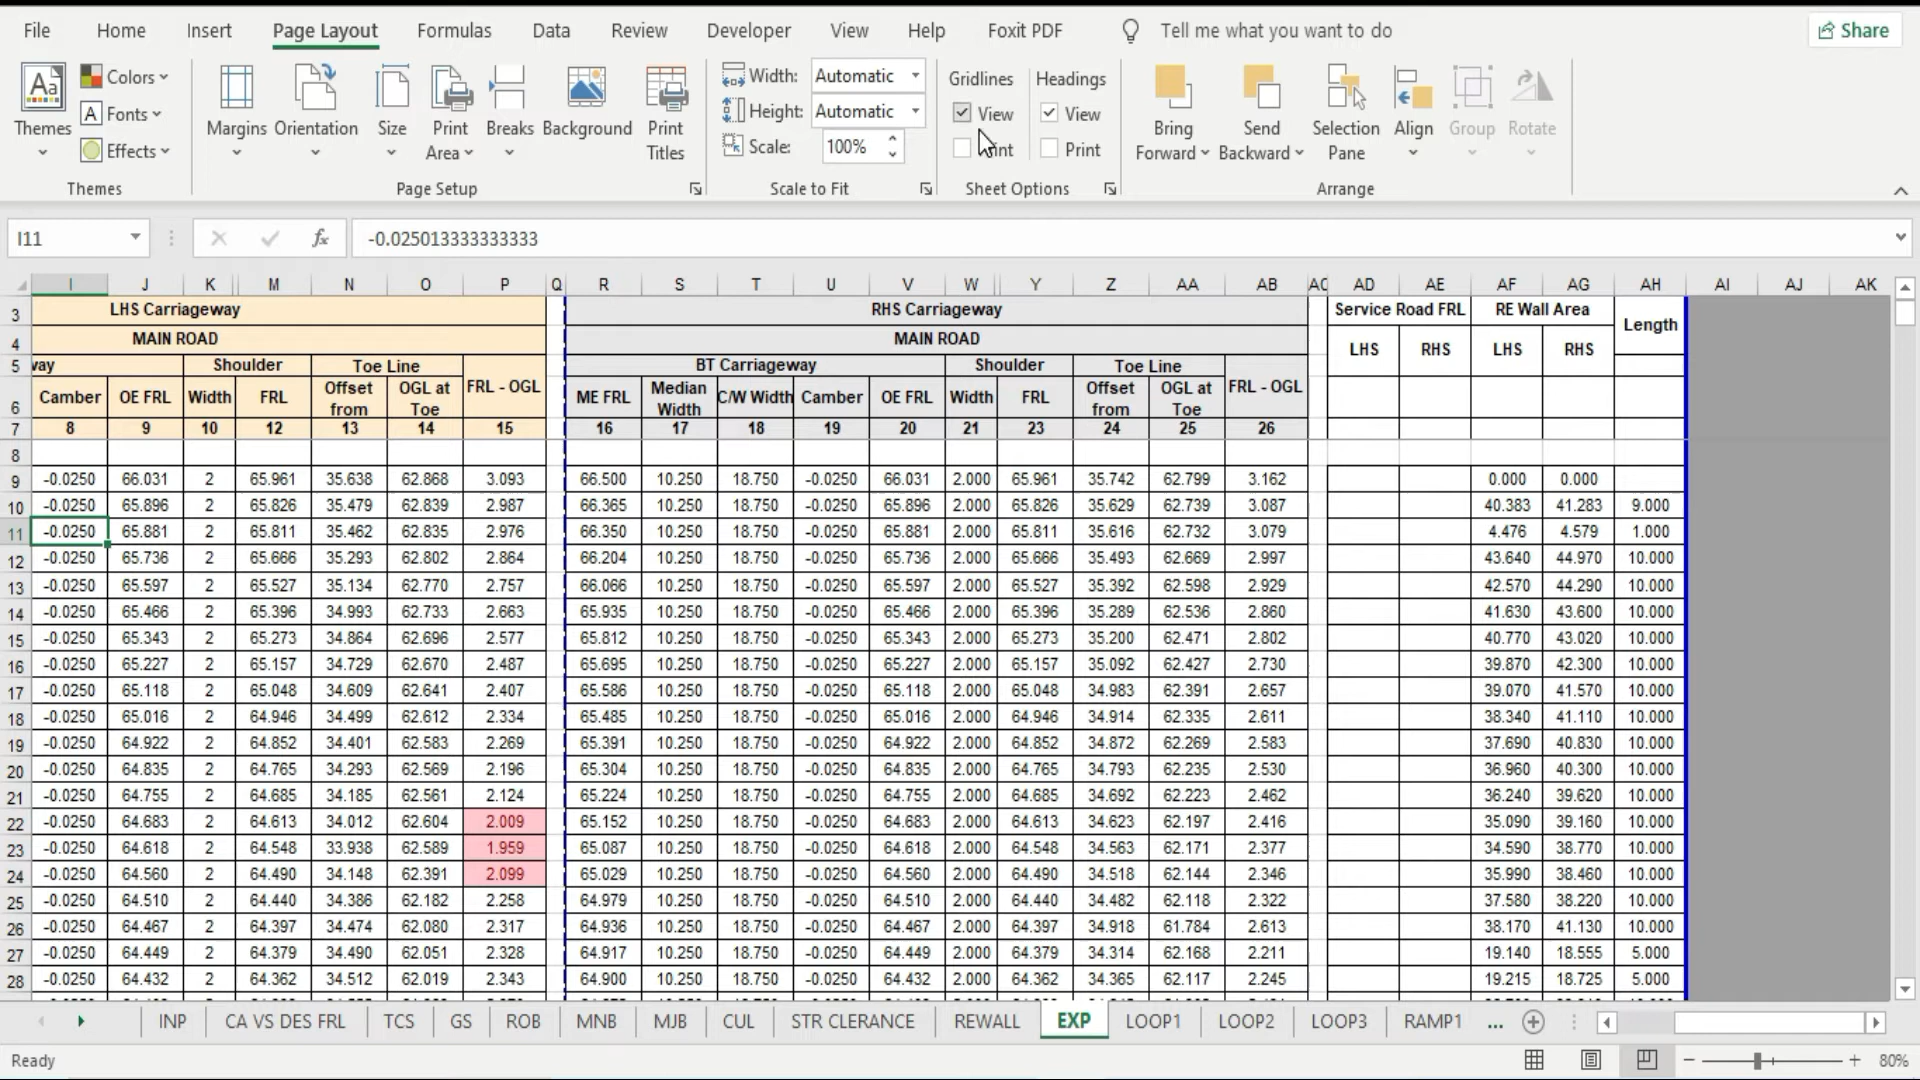 File Home Insert Page Layout Formulas Data Review Developer View Help Foxit PDF Tell me what you want to do Share
Themes
Colors
Fonts
Effects
Themes
Margins Orientation Size Print Area Breaks Background Print Titles
Page Setup
Width: Automatic
Height: Automatic
Scale: 100%
Scale to Fit
Gridlines Headings
View View
Print
Sheet Options
Bring Forward Send Backward Selection Pane Align Group Rotate
Arrange
I11 fx -0.025013333333333
I J K M N O P Q R S T U V W Y Z AA AB AC AD AE AF AG AH AI AJ AK
3 LHS Carriageway RHS Carriageway Service Road FRL RE Wall Area Length
4 MAIN ROAD MAIN ROAD LHS RHS LHS RHS
5 way Shoulder Toe Line FRL - OGL BT Carriageway Shoulder Toe Line FRL - OGL
6 Camber OE FRL Width FRL Offset from OGL at Toe ME FRL Median Width C/W Width Camber OE FRL Width FRL Offset from OGL at Toe
7 8 9 10 12 13 14 15 16 17 18 19 20 21 23 24 25 26
8
9 -0.0250 66.031 2 65.961 35.638 62.868 3.093 66.500 10.250 18.750 -0.0250 66.031 2.000 65.961 35.742 62.799 3.162 0.000 0.000
10 -0.0250 65.896 2 65.826 35.479 62.839 2.987 66.365 10.250 18.750 -0.0250 65.896 2.000 65.826 35.629 62.739 3.087 40.383 41.283 9.000
11 -0.0250 65.881 2 65.811 35.462 62.835 2.976 66.350 10.250 18.750 -0.0250 65.881 2.000 65.811 35.616 62.732 3.079 4.476 4.579 1.000
12 -0.0250 65.736 2 65.666 35.293 62.802 2.864 66.204 10.250 18.750 -0.0250 65.736 2.000 65.666 35.493 62.669 2.997 43.640 44.970 10.000
13 -0.0250 65.597 2 65.527 35.134 62.770 2.757 66.066 10.250 18.750 -0.0250 65.597 2.000 65.527 35.392 62.598 2.929 42.570 44.290 10.000
14 -0.0250 65.466 2 65.396 34.993 62.733 2.663 65.935 10.250 18.750 -0.0250 65.466 2.000 65.396 35.289 62.536 2.860 41.630 43.600 10.000
15 -0.0250 65.343 2 65.273 34.864 62.696 2.577 65.812 10.250 18.750 -0.0250 65.343 2.000 65.273 35.200 62.471 2.802 40.770 43.020 10.000
16 -0.0250 65.227 2 65.157 34.729 62.670 2.487 65.695 10.250 18.750 -0.0250 65.227 2.000 65.157 35.092 62.427 2.730 39.870 42.300 10.000
17 -0.0250 65.118 2 65.048 34.609 62.641 2.407 65.586 10.250 18.750 -0.0250 65.118 2.000 65.048 34.983 62.391 2.657 39.070 41.570 10.000
18 -0.0250 65.016 2 64.946 34.499 62.612 2.334 65.485 10.250 18.750 -0.0250 65.016 2.000 64.946 34.914 62.335 2.611 38.340 41.110 10.000
19 -0.0250 64.922 2 64.852 34.401 62.583 2.269 65.391 10.250 18.750 -0.0250 64.922 2.000 64.852 34.872 62.269 2.583 37.690 40.830 10.000
20 -0.0250 64.835 2 64.765 34.293 62.569 2.196 65.304 10.250 18.750 -0.0250 64.835 2.000 64.765 34.793 62.235 2.530 36.960 40.300 10.000
21 -0.0250 64.755 2 64.685 34.185 62.561 2.124 65.224 10.250 18.750 -0.0250 64.755 2.000 64.685 34.692 62.223 2.462 36.240 39.620 10.000
22 -0.0250 64.683 2 64.613 34.012 62.604 2.009 65.152 10.250 18.750 -0.0250 64.683 2.000 64.613 34.623 62.197 2.416 35.090 39.160 10.000
23 -0.0250 64.618 2 64.548 33.938 62.589 1.959 65.087 10.250 18.750 -0.0250 64.618 2.000 64.548 34.563 62.171 2.377 34.590 38.770 10.000
24 -0.0250 64.560 2 64.490 34.148 62.391 2.099 65.029 10.250 18.750 -0.0250 64.560 2.000 64.490 34.518 62.144 2.346 35.990 38.460 10.000
25 -0.0250 64.510 2 64.440 34.386 62.182 2.258 64.979 10.250 18.750 -0.0250 64.510 2.000 64.440 34.482 62.118 2.322 37.580 38.220 10.000
26 -0.0250 64.467 2 64.397 34.474 62.080 2.317 64.936 10.250 18.750 -0.0250 64.467 2.000 64.397 34.918 61.784 2.613 38.170 41.130 10.000
27 -0.0250 64.449 2 64.379 34.490 62.051 2.328 64.917 10.250 18.750 -0.0250 64.449 2.000 64.379 34.314 62.168 2.211 19.140 18.555 5.000
28 -0.0250 64.432 2 64.362 34.512 62.019 2.343 64.900 10.250 18.750 -0.0250 64.432 2.000 64.362 34.365 62.117 2.245 19.215 18.725 5.000
INP CA VS DES FRL TCS GS ROB MNB MJB CUL STR CLERANCE REWALL EXP LOOP1 LOOP2 LOOP3 RAMP1 ...
Ready 80%